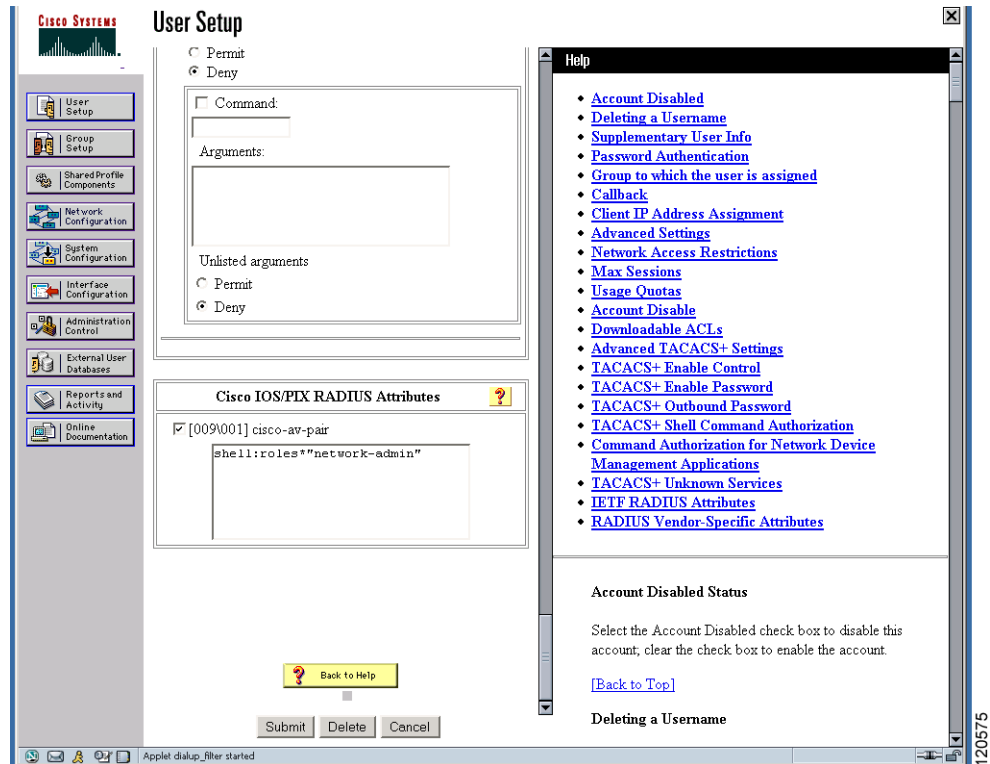 CISCO SYSTEMS
User Setup
User
Setup
Group
Setup
Shared Profile
Components
Network
Configuration
System
Configuration
Interface
Configuration
Administration
Control
External User
Databases
Reports and
Activity
Online
Documentation
Permit
Deny
Command:
Arguments:
Unlisted arguments
Permit
Deny
Cisco IOS/PIX RADIUS Attributes
?
[009\001] cisco-av-pair
shell:roles*"network-admin"
? Back to Help
Submit Delete Cancel
Help
Account Disabled
Deleting a Username
Supplementary User Info
Password Authentication
Group to which the user is assigned
Callback
Client IP Address Assignment
Advanced Settings
Network Access Restrictions
Max Sessions
Usage Quotas
Account Disable
Downloadable ACLs
Advanced TACACS+ Settings
TACACS+ Enable Control
TACACS+ Enable Password
TACACS+ Outbound Password
TACACS+ Shell Command Authorization
Command Authorization for Network Device
Management Applications
TACACS+ Unknown Services
IETF RADIUS Attributes
RADIUS Vendor-Specific Attributes
Account Disabled Status
Select the Account Disabled check box to disable this
account; clear the check box to enable the account.
[Back to Top]
Deleting a Username
Applet dialup_filter started
120575